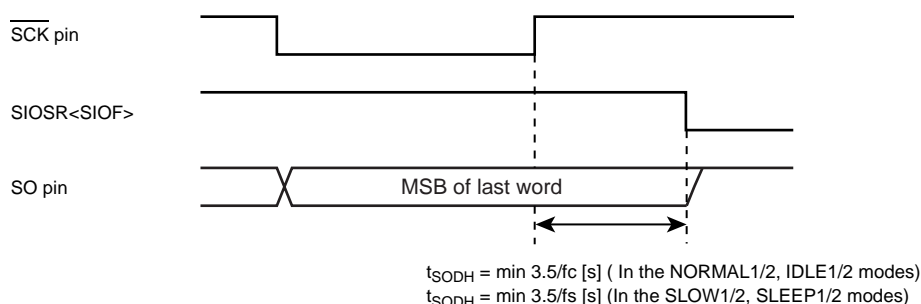 SCK pin
SIOSR<SIOF>
SO pin
MSB of last word
tSODH = min 3.5/fc [s] ( In the NORMAL1/2, IDLE1/2 modes)
tSODH = min 3.5/fs [s] (In the SLOW1/2, SLEEP1/2 modes)